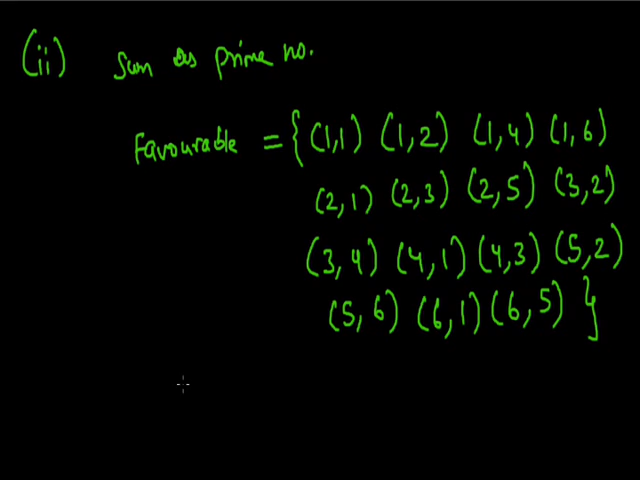 (ii) Sum as prime no.
Favourable = { (1,1) (1,2) (1,4) (1,6)
(2,1) (2,3) (2,5) (3,2)
(3,4) (4,1) (4,3) (5,2)
(5,6) (6,1) (6,5) }